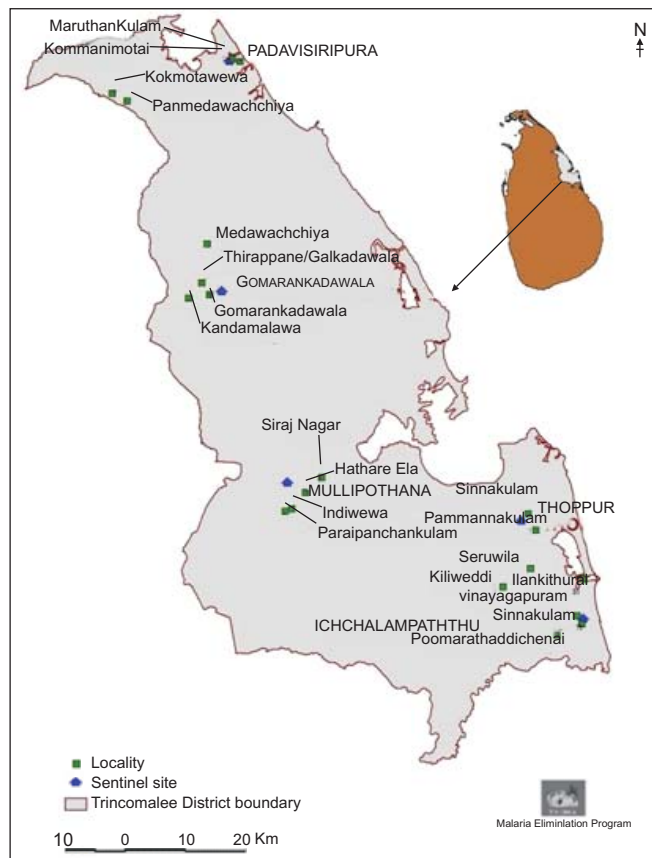 MaruthanKulam
N
Kommanimotai
PADAVISIRIPURA
Kokmotawewa
Panmedawachchiya
Medawachchiya
Thirappane/Galkadawala
GOMARANKADAWALA
Gomarankadawala
Kandamalawa
Siraj Nagar
Hathare Ela
MULLIPOTHANA
Sinnakulam
THOPPUR
Indiwewa
Pammannakulam
Paraipanchankulam
Seruwila
Kiliweddi
Ilankithurai
vinayagapuram
Sinnakulam
ICHCHALAMPATHTHU
Poomarathaddichenai
Locality
Sentinel site
Trincomalee District boundary
Malaria Eliminlation Program
10 0 10 20 Km